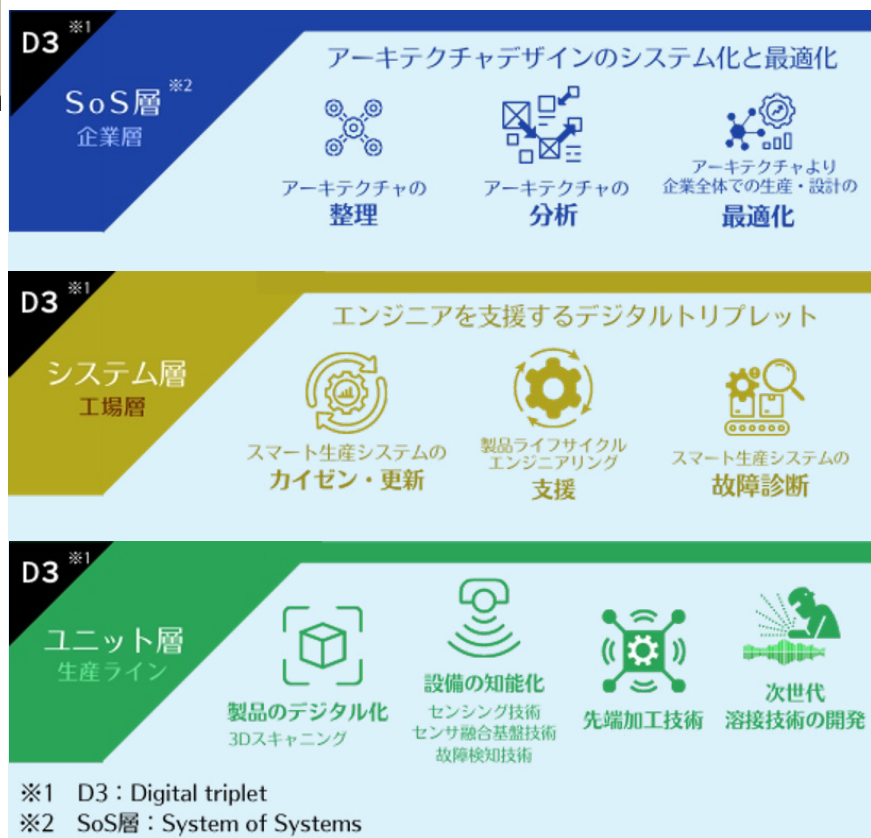 D3 ※1
SoS層 ※2
企業層
アーキテクチャデザインのシステム化と最適化
アーキテクチャの
整理
アーキテクチャの
分析
アーキテクチャより
企業全体での生産・設計の
最適化
D3 ※1
システム層
工場層
エンジニアを支援するデジタルトリプレット
スマート生産システムの
カイゼン・更新
製品ライフサイクル
エンジニアリング
支援
スマート生産システムの
故障診断
D3 ※1
ユニット層
生産ライン
製品のデジタル化
3Dスキャニング
設備の知能化
センシング技術
センサ融合基盤技術
故障検知技術
先端加工技術
次世代
溶接技術の開発
※1 D3：Digital triplet
※2 SoS層：System of Systems